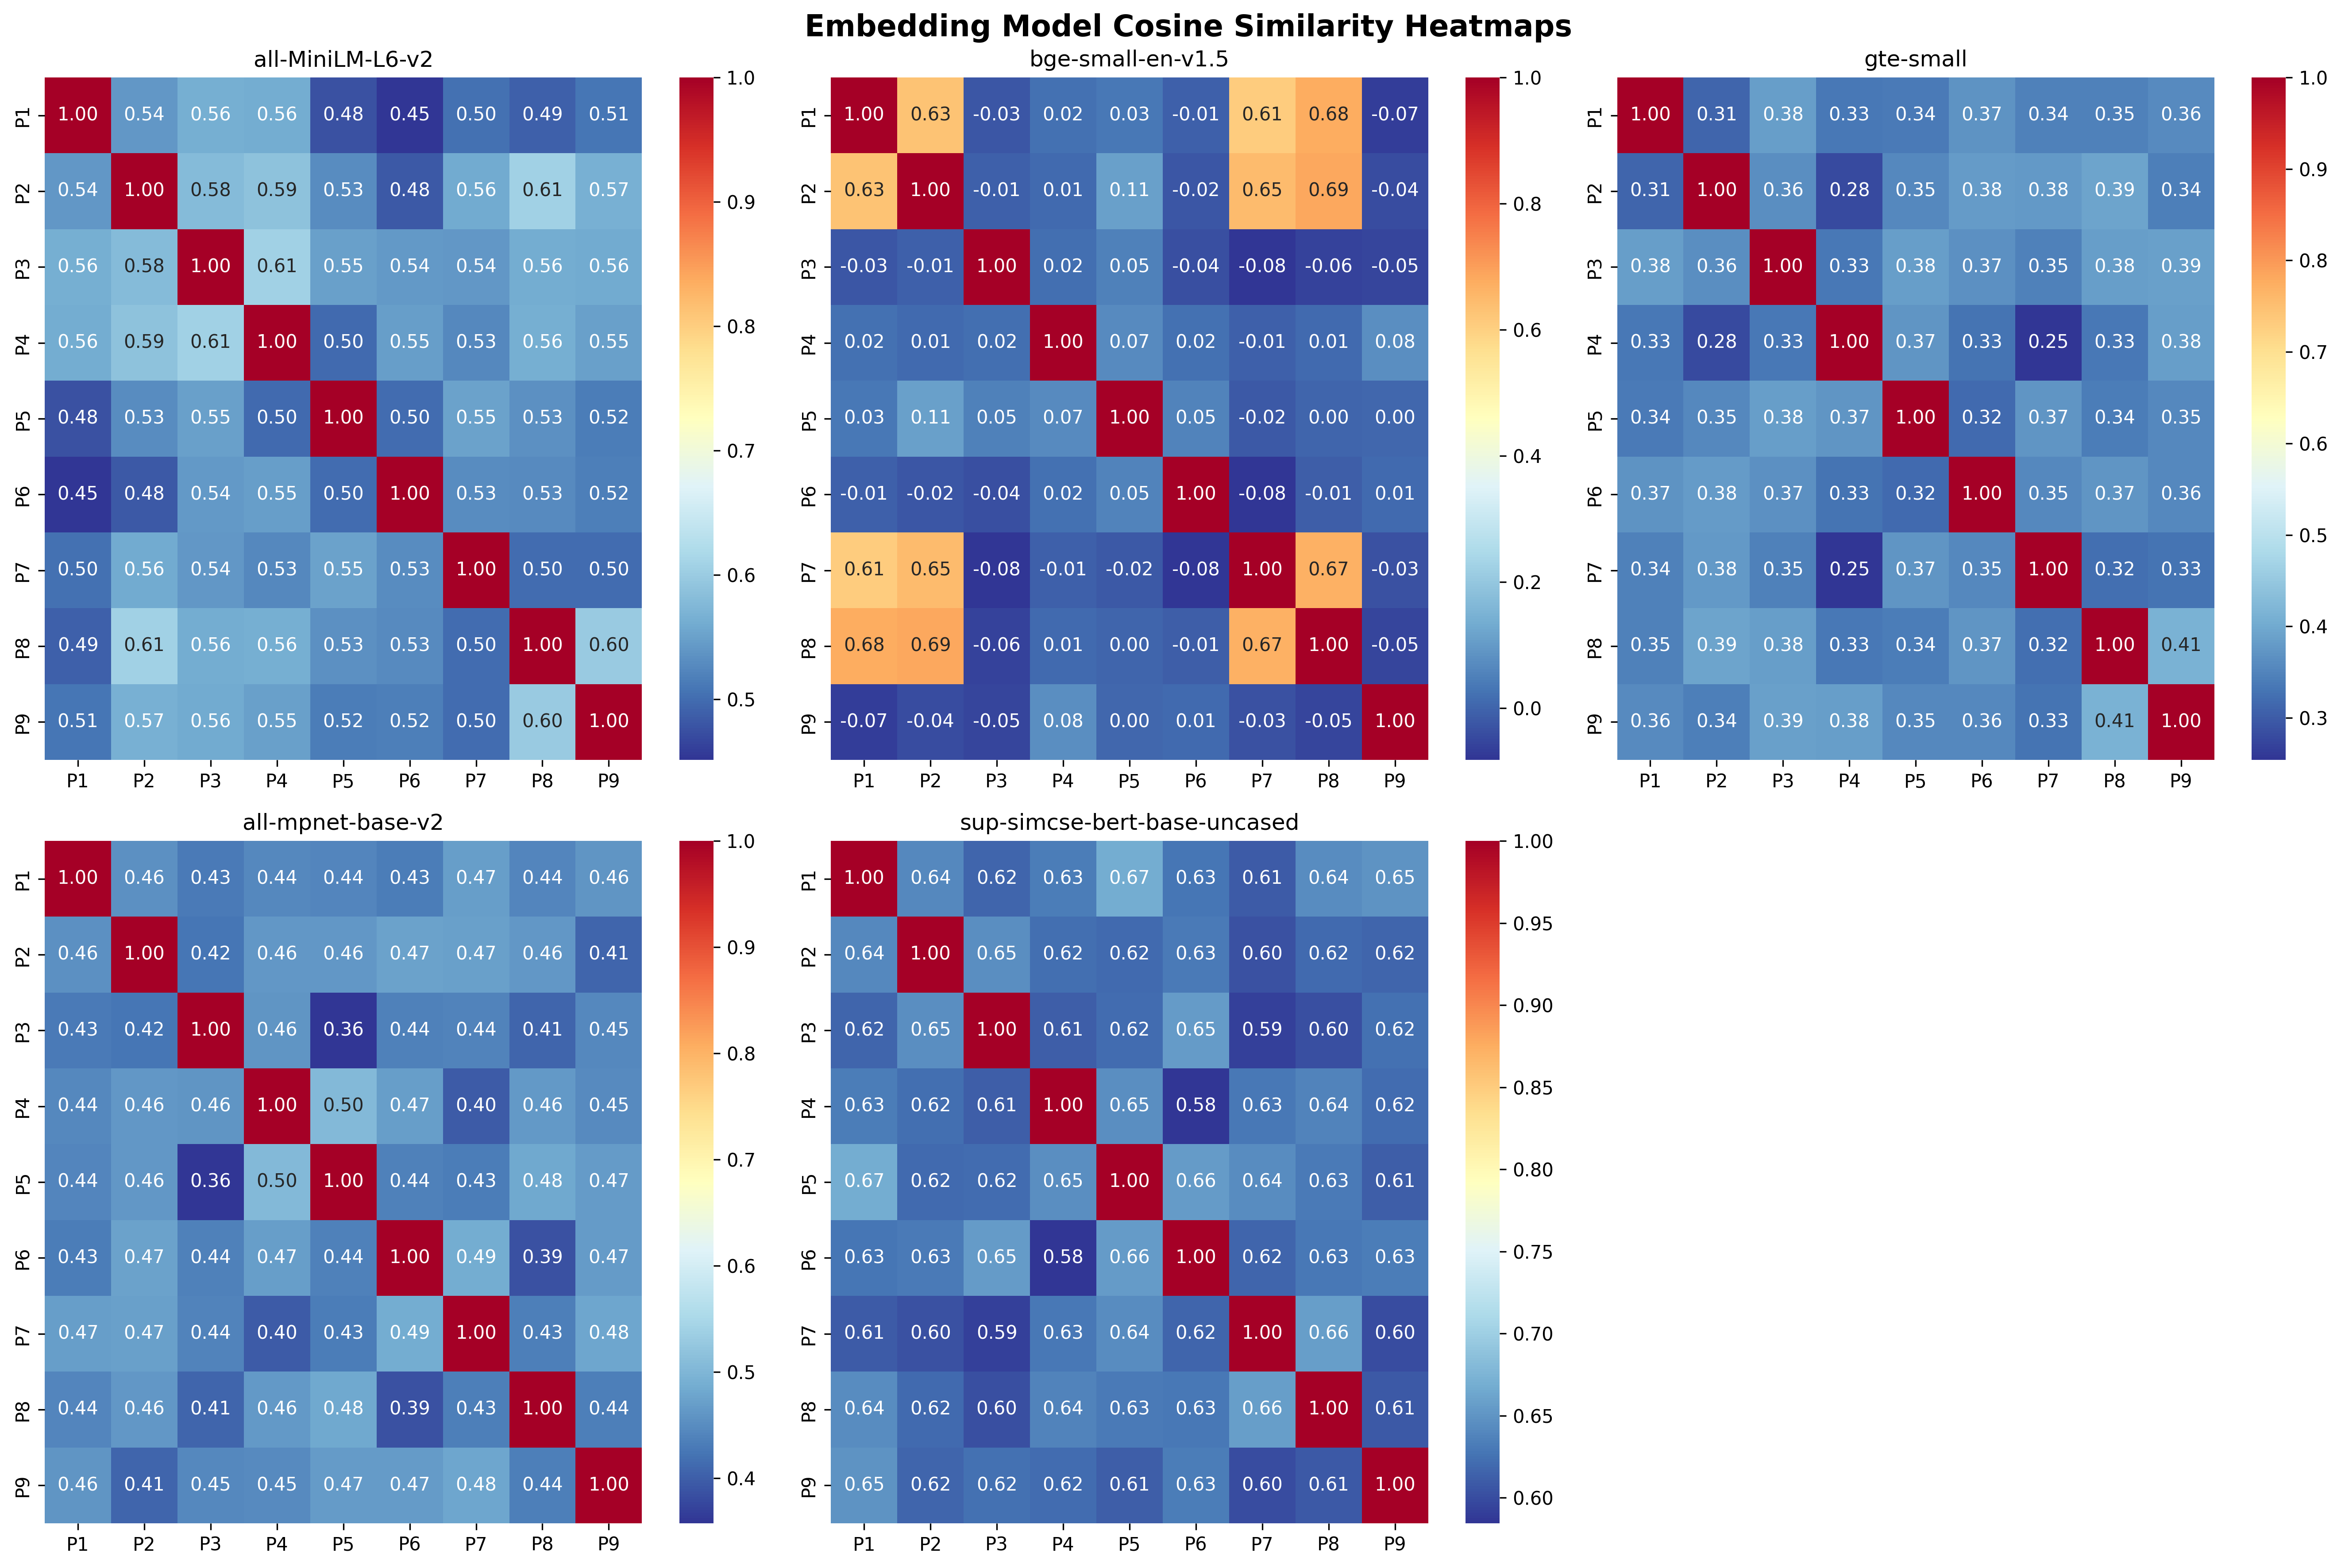 Embedding Model Cosine Similarity Heatmaps
all-MiniLM-L6-v2
P1 1.00 0.54 0.56 0.56 0.48 0.45 0.50 0.49 0.51
P2 0.54 1.00 0.58 0.59 0.53 0.48 0.56 0.61 0.57
P3 0.56 0.58 1.00 0.61 0.55 0.54 0.54 0.56 0.56
P4 0.56 0.59 0.61 1.00 0.50 0.55 0.53 0.56 0.55
P5 0.48 0.53 0.55 0.50 1.00 0.50 0.55 0.53 0.52
P6 0.45 0.48 0.54 0.55 0.50 1.00 0.53 0.53 0.52
P7 0.50 0.56 0.54 0.53 0.55 0.53 1.00 0.50 0.50
P8 0.49 0.61 0.56 0.56 0.53 0.53 0.50 1.00 0.60
P9 0.51 0.57 0.56 0.55 0.52 0.52 0.50 0.60 1.00
P1 P2 P3 P4 P5 P6 P7 P8 P9
1.0
0.9
0.8
0.7
0.6
0.5
bge-small-en-v1.5
P1 1.00 0.63 -0.03 0.02 0.03 -0.01 0.61 0.68 -0.07
P2 0.63 1.00 -0.01 0.01 0.11 -0.02 0.65 0.69 -0.04
P3 -0.03 -0.01 1.00 0.02 0.05 -0.04 -0.08 -0.06 -0.05
P4 0.02 0.01 0.02 1.00 0.07 0.02 -0.01 0.01 0.08
P5 0.03 0.11 0.05 0.07 1.00 0.05 -0.02 0.00 0.00
P6 -0.01 -0.02 -0.04 0.02 0.05 1.00 -0.08 -0.01 0.01
P7 0.61 0.65 -0.08 -0.01 -0.02 -0.08 1.00 0.67 -0.03
P8 0.68 0.69 -0.06 0.01 0.00 -0.01 0.67 1.00 -0.05
P9 -0.07 -0.04 -0.05 0.08 0.00 0.01 -0.03 -0.05 1.00
P1 P2 P3 P4 P5 P6 P7 P8 P9
1.0
0.8
0.6
0.4
0.2
0.0
gte-small
P1 1.00 0.31 0.38 0.33 0.34 0.37 0.34 0.35 0.36
P2 0.31 1.00 0.36 0.28 0.35 0.38 0.38 0.39 0.34
P3 0.38 0.36 1.00 0.33 0.38 0.37 0.35 0.38 0.39
P4 0.33 0.28 0.33 1.00 0.37 0.33 0.25 0.33 0.38
P5 0.34 0.35 0.38 0.37 1.00 0.32 0.37 0.34 0.35
P6 0.37 0.38 0.37 0.33 0.32 1.00 0.35 0.37 0.36
P7 0.34 0.38 0.35 0.25 0.37 0.35 1.00 0.32 0.33
P8 0.35 0.39 0.38 0.33 0.34 0.37 0.32 1.00 0.41
P9 0.36 0.34 0.39 0.38 0.35 0.36 0.33 0.41 1.00
P1 P2 P3 P4 P5 P6 P7 P8 P9
1.0
0.9
0.8
0.7
0.6
0.5
0.4
0.3
all-mpnet-base-v2
P1 1.00 0.46 0.43 0.44 0.44 0.43 0.47 0.44 0.46
P2 0.46 1.00 0.42 0.46 0.46 0.47 0.47 0.46 0.41
P3 0.43 0.42 1.00 0.46 0.36 0.44 0.44 0.41 0.45
P4 0.44 0.46 0.46 1.00 0.50 0.47 0.40 0.46 0.45
P5 0.44 0.46 0.36 0.50 1.00 0.44 0.43 0.48 0.47
P6 0.43 0.47 0.44 0.47 0.44 1.00 0.49 0.39 0.47
P7 0.47 0.47 0.44 0.40 0.43 0.49 1.00 0.43 0.48
P8 0.44 0.46 0.41 0.46 0.48 0.39 0.43 1.00 0.44
P9 0.46 0.41 0.45 0.45 0.47 0.47 0.48 0.44 1.00
P1 P2 P3 P4 P5 P6 P7 P8 P9
1.0
0.9
0.8
0.7
0.6
0.5
0.4
sup-simcse-bert-base-uncased
P1 1.00 0.64 0.62 0.63 0.67 0.63 0.61 0.64 0.65
P2 0.64 1.00 0.65 0.62 0.62 0.63 0.60 0.62 0.62
P3 0.62 0.65 1.00 0.61 0.62 0.65 0.59 0.60 0.62
P4 0.63 0.62 0.61 1.00 0.65 0.58 0.63 0.64 0.62
P5 0.67 0.62 0.62 0.65 1.00 0.66 0.64 0.63 0.61
P6 0.63 0.63 0.65 0.58 0.66 1.00 0.62 0.63 0.63
P7 0.61 0.60 0.59 0.63 0.64 0.62 1.00 0.66 0.60
P8 0.64 0.62 0.60 0.64 0.63 0.63 0.66 1.00 0.61
P9 0.65 0.62 0.62 0.62 0.61 0.63 0.60 0.61 1.00
P1 P2 P3 P4 P5 P6 P7 P8 P9
1.00
0.95
0.90
0.85
0.80
0.75
0.70
0.65
0.60